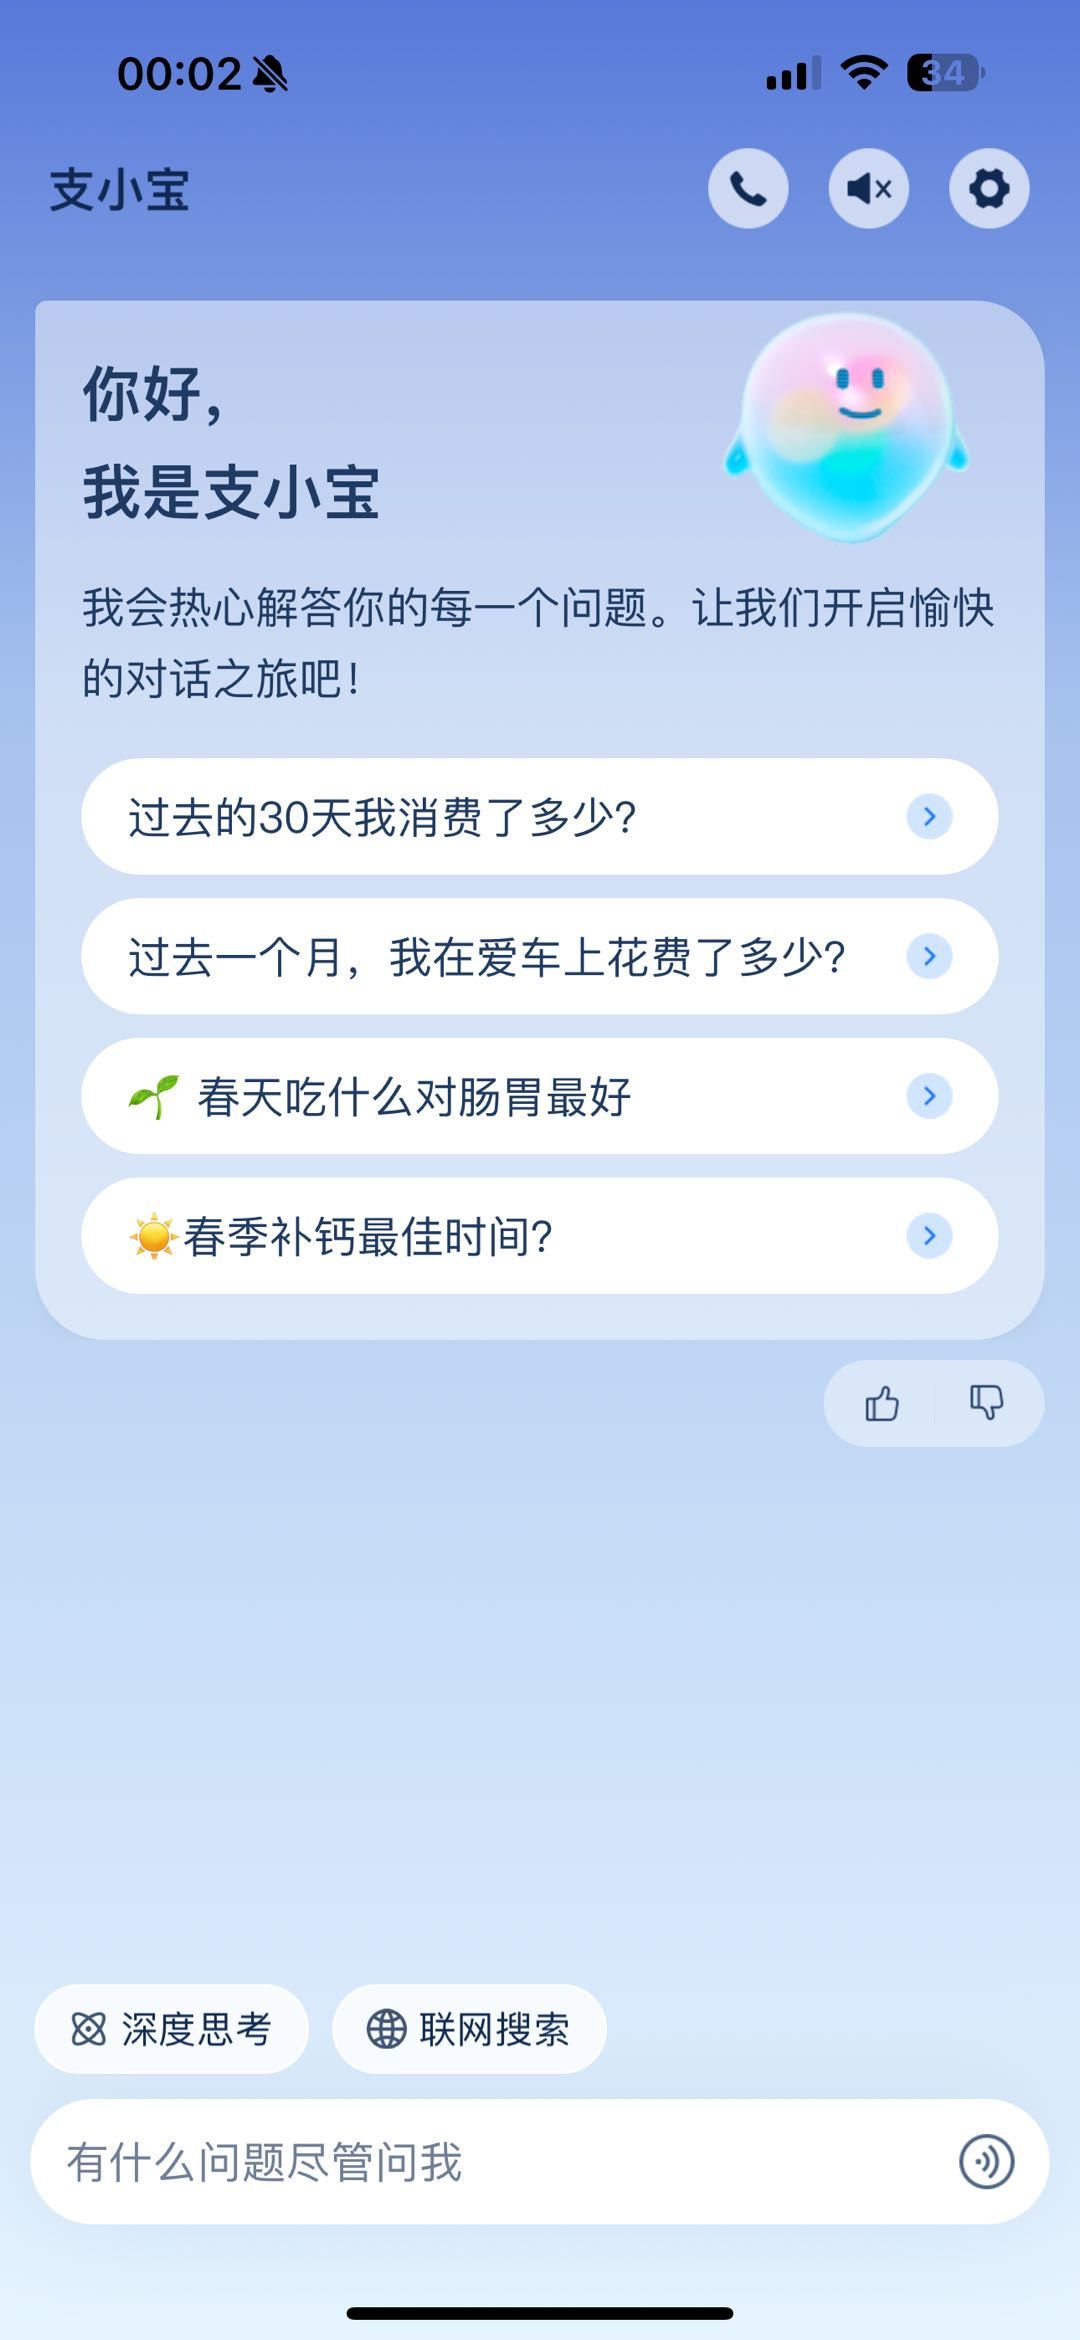 00:02
34
支小宝
你好，
我是支小宝
我会热心解答你的每一个问题。让我们开启愉快
的对话之旅吧！
过去的30天我消费了多少？
过去一个月，我在爱车上花费了多少？
🌱 春天吃什么对肠胃最好
☀️春季补钙最佳时间？
深度思考
联网搜索
有什么问题尽管问我